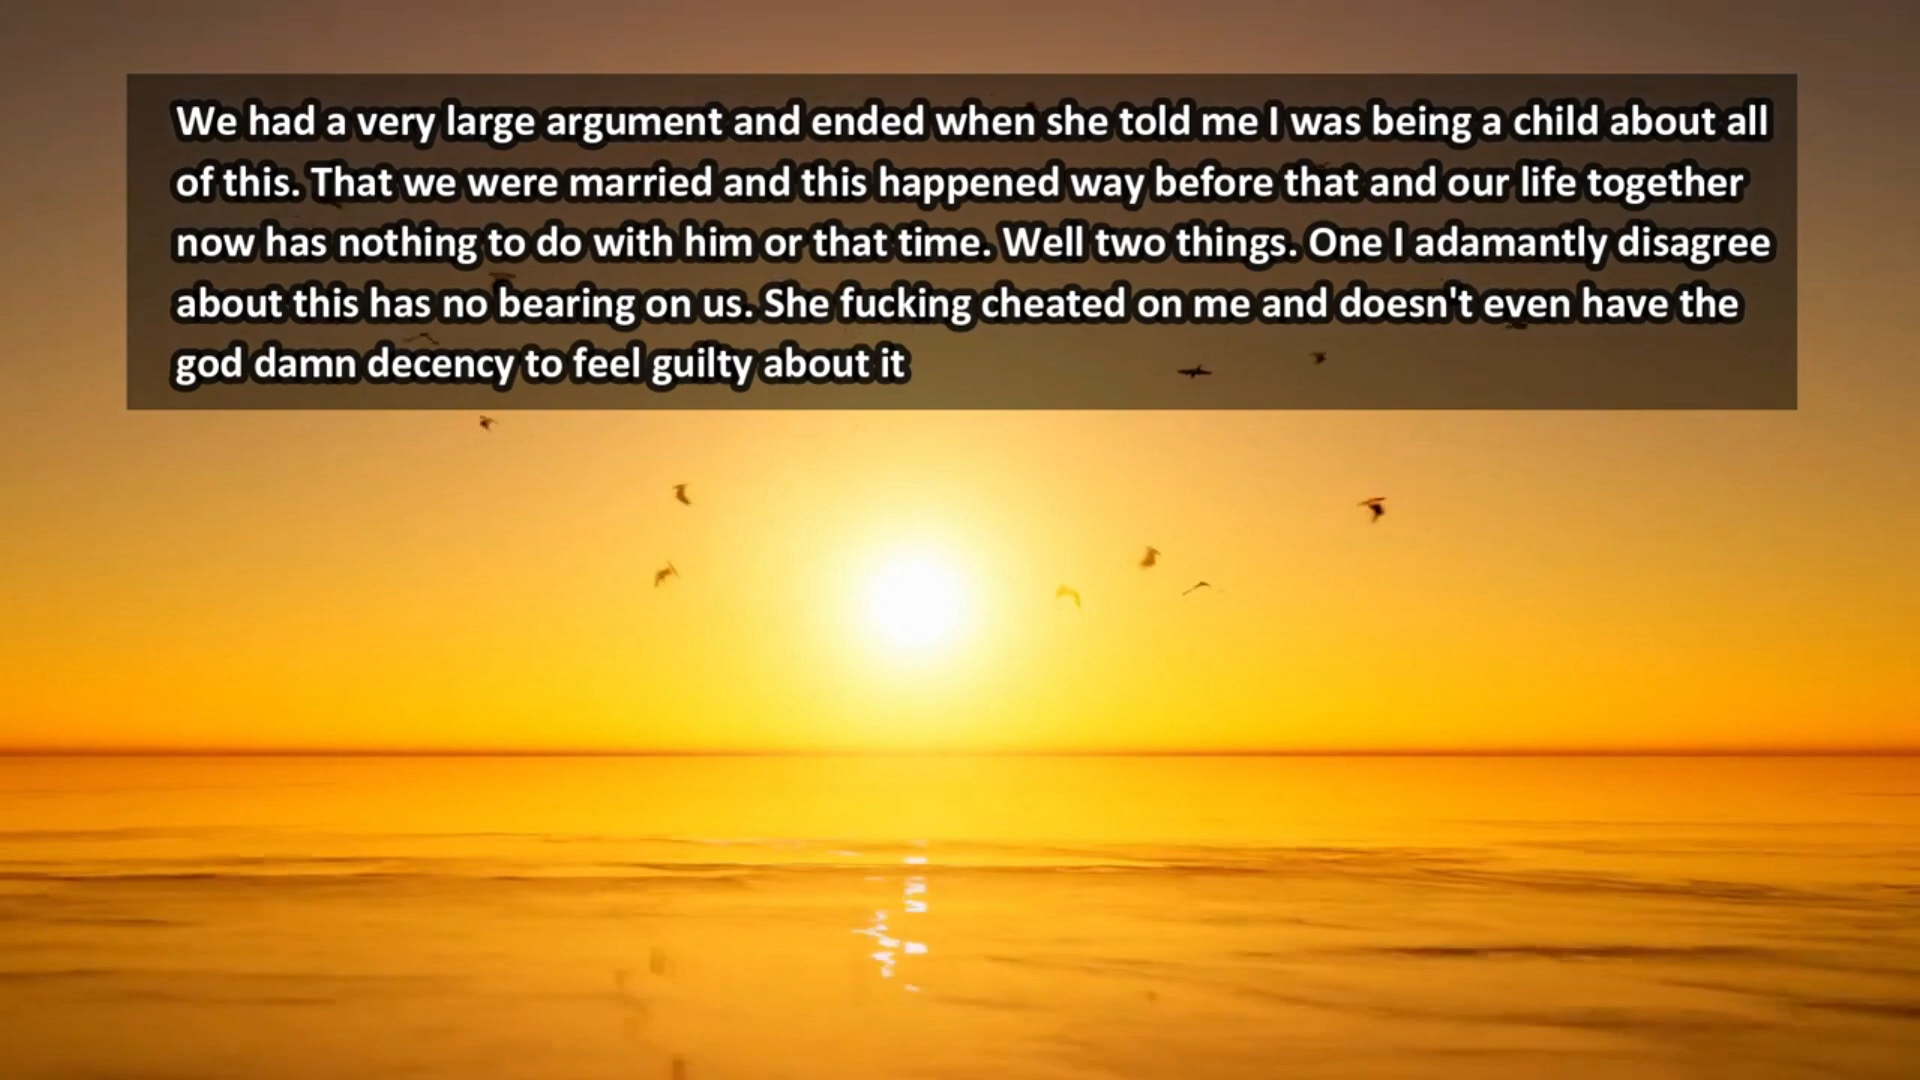 We had a very large argument and ended when she told me I was being a child about all
of this. That we were married and this happened way before that and our life together
now has nothing to do with him or that time. Well two things. One I adamantly disagree
about this has no bearing on us. She fucking cheated on me and doesn't even have the
god damn decency to feel guilty about it